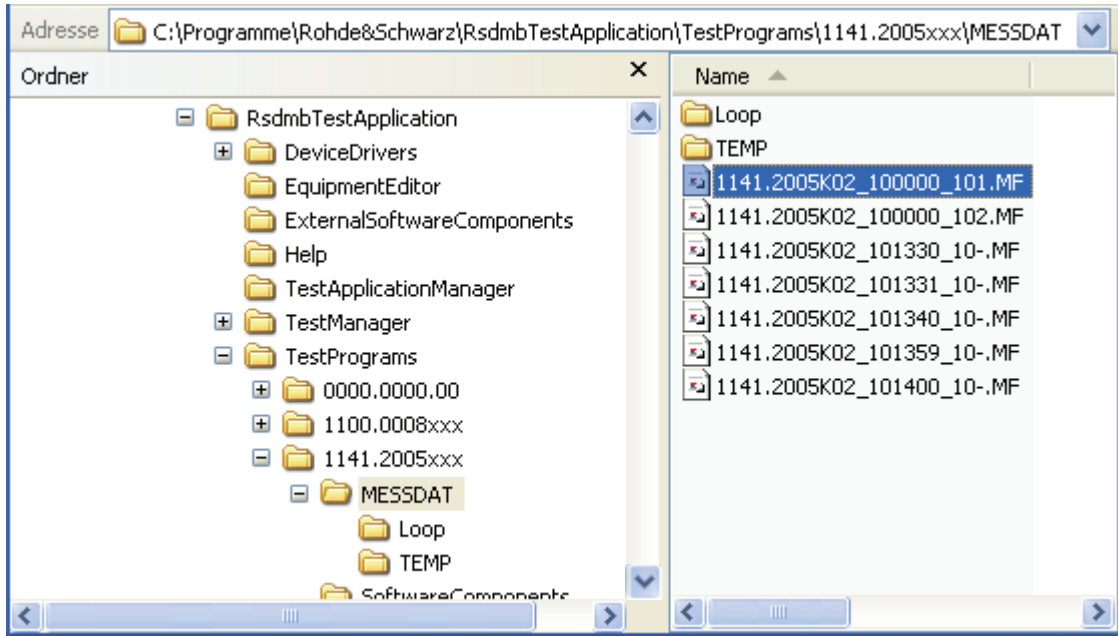 Adresse C:\Programme\Rohde&Schwarz\RsdmbTestApplication\TestPrograms\1141.2005xxx\MESSDAT
Ordner
RsdmbTestApplication
DeviceDrivers
EquipmentEditor
ExternalSoftwareComponents
Help
TestApplicationManager
TestManager
TestPrograms
0000.0000.00
1100.0008xxx
1141.2005xxx
MESSDAT
Loop
TEMP
SoftwareComponents
Name
Loop
TEMP
1141.2005K02_100000_101.MF
1141.2005K02_100000_102.MF
1141.2005K02_101330_10-.MF
1141.2005K02_101331_10-.MF
1141.2005K02_101340_10-.MF
1141.2005K02_101359_10-.MF
1141.2005K02_101400_10-.MF